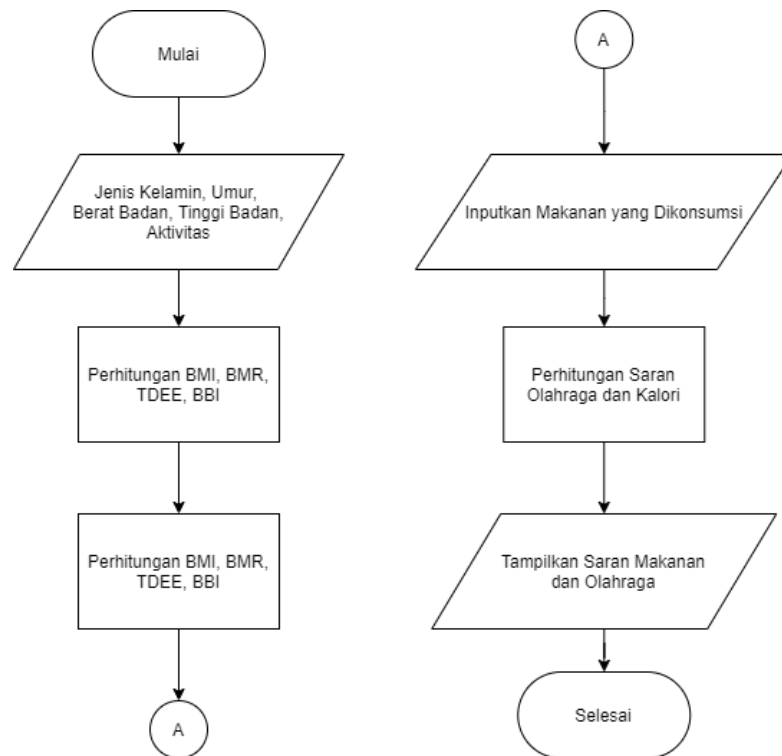 Mulai
Jenis Kelamin, Umur,
Berat Badan, Tinggi Badan,
Aktivitas
Perhitungan BMI, BMR,
TDEE, BBI
Perhitungan BMI, BMR,
TDEE, BBI
A
A
Inputkan Makanan yang Dikonsumsi
Perhitungan Saran
Olahraga dan Kalori
Tampilkan Saran Makanan
dan Olahraga
Selesai